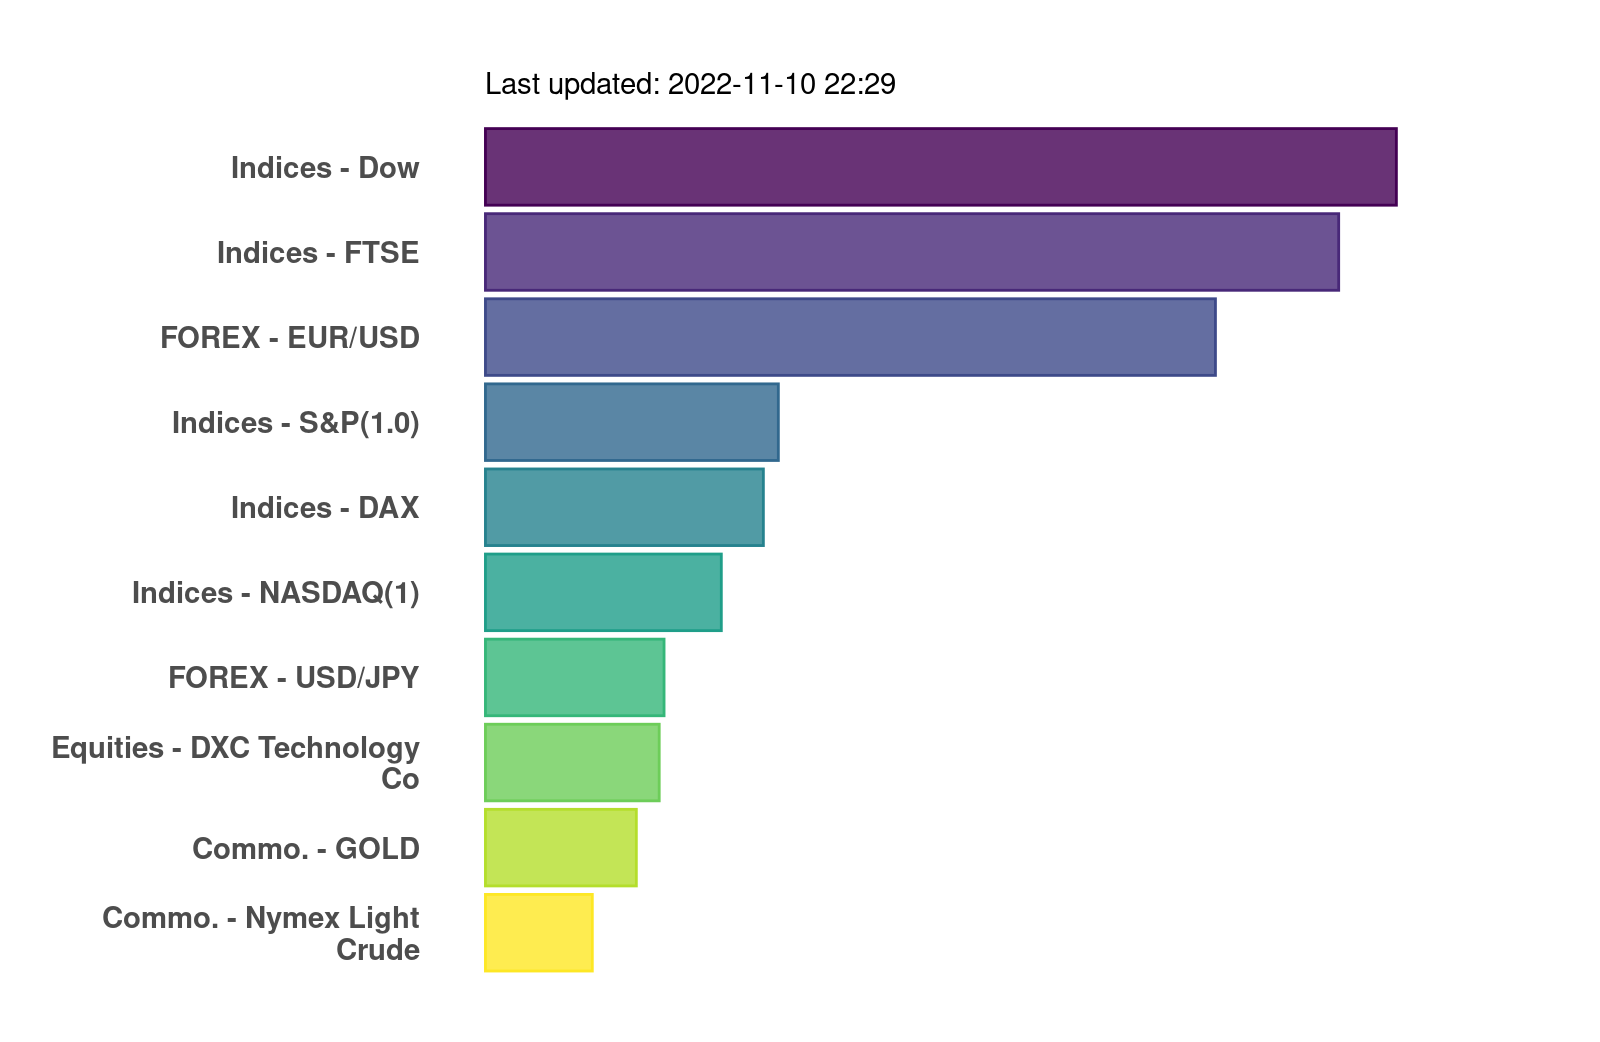 Last updated: 2022-11-10 22:29
Indices - Dow
Indices - FTSE
FOREX - EUR/USD
Indices - S&P(1.0)
Indices - DAX
Indices - NASDAQ(1)
FOREX - USD/JPY
Equities - DXC Technology
Co
Commo. - GOLD
Commo. - Nymex Light
Crude